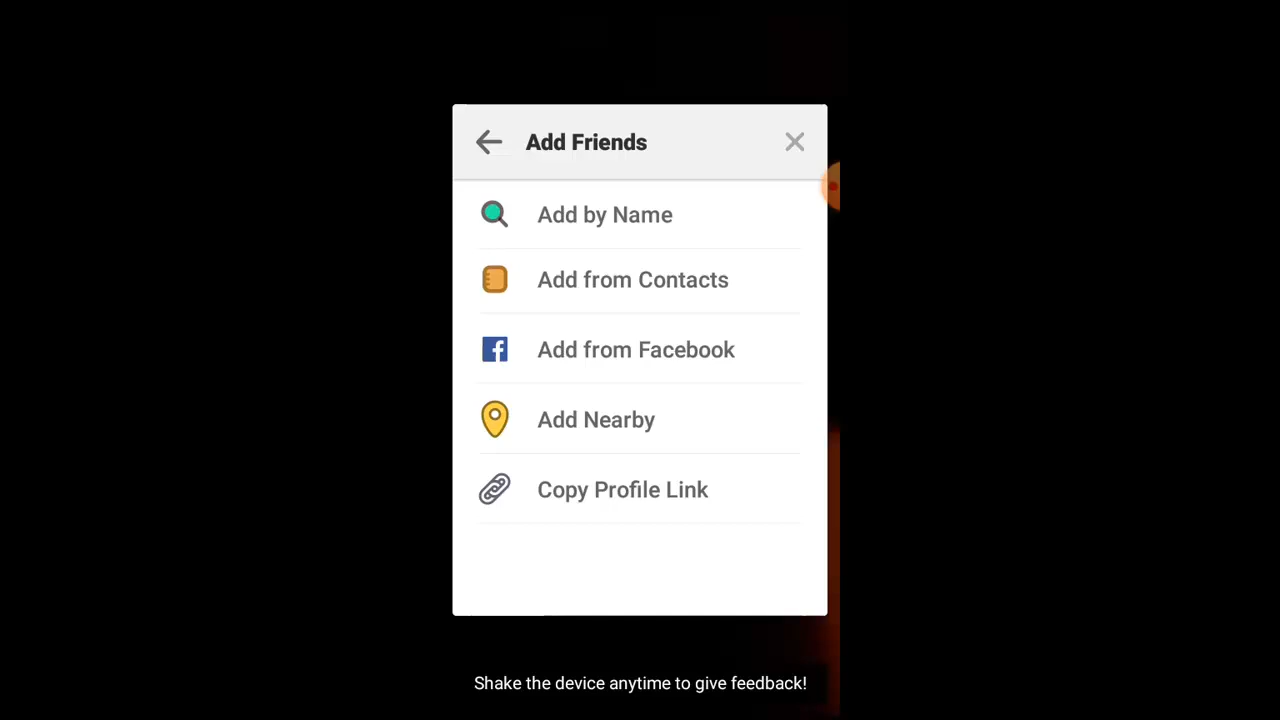 Add Friends
Add by Name
Add from Contacts
Add from Facebook
Add Nearby
Copy Profile Link
Shake the device anytime to give feedback!